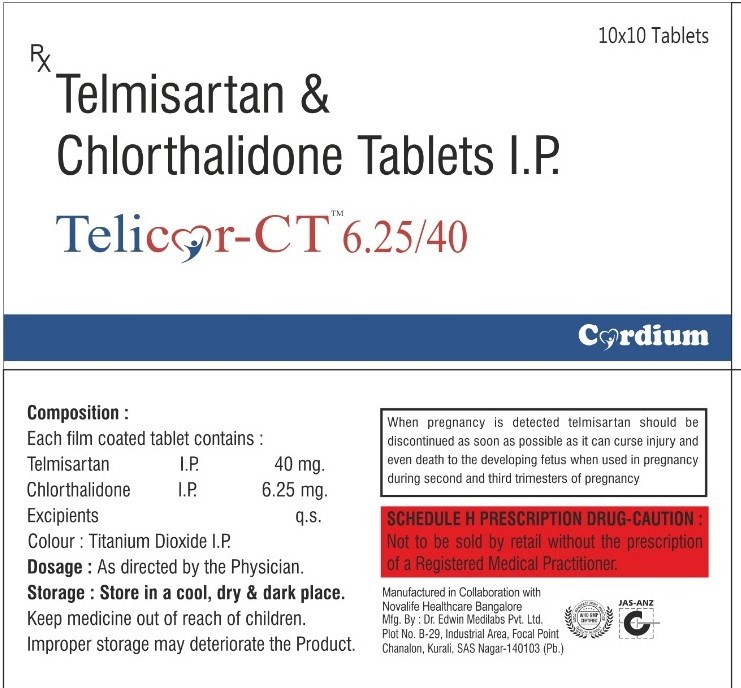 10x10 Tablets
Rx
Telmisartan &
Chlorthalidone Tablets I.P.
Telicor-CT™ 6.25/40
Cordium
Composition :
Each film coated tablet contains :
Telmisartan I.P. 40 mg.
Chlorthalidone I.P. 6.25 mg.
Excipients q.s.
Colour : Titanium Dioxide I.P.
Dosage : As directed by the Physician.
Storage : Store in a cool, dry & dark place.
Keep medicine out of reach of children.
Improper storage may deteriorate the Product.
When pregnancy is detected telmisartan should be
discontinued as soon as possible as it can curse injury and
even death to the developing fetus when used in pregnancy
during second and third trimesters of pregnancy
SCHEDULE H PRESCRIPTION DRUG-CAUTION :
Not to be sold by retail without the prescription
of a Registered Medical Practitioner.
Manufactured in Collaboration with
Novalife Healthcare Bangalore
Mfg. By : Dr. Edwin Medilabs Pvt. Ltd.
Plot No. B-29, Industrial Area, Focal Point
Chanalon, Kurali, SAS Nagar-140103 (Pb.)
WHO GMP
CERTIFIED
JAS-ANZ